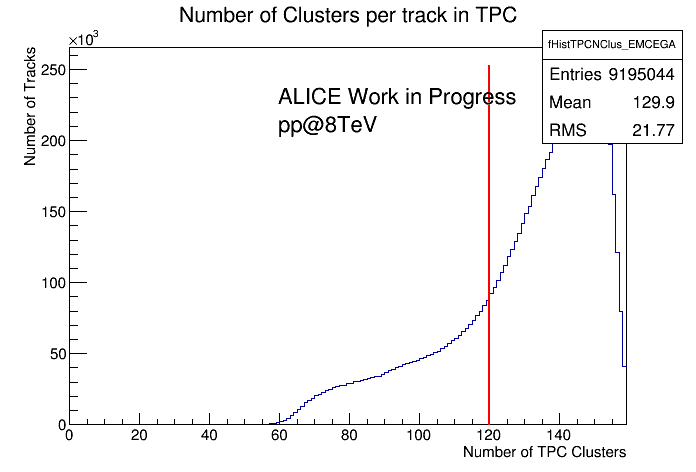 Number of Clusters per track in TPC
×10³
fHistTPCNClus_EMCEGA
Entries 9195044
Mean 129.9
RMS 21.77
Number of Tracks
ALICE Work in Progress
pp@8TeV
250
200
150
100
50
0
0 20 40 60 80 100 120 140
Number of TPC Clusters